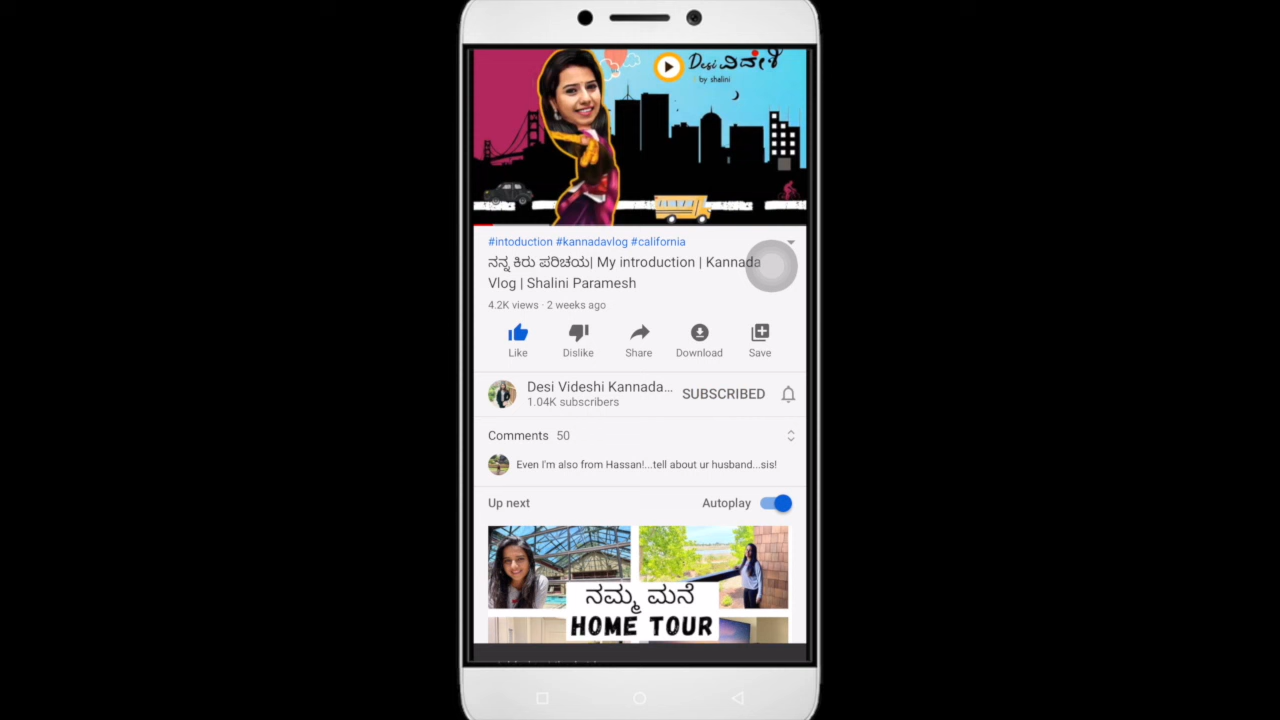 Desi ವಿದೇಶಿ
by shalini
#intoduction #kannadavlog #california
ನನ್ನ ಕಿರು ಪರಿಚಯ| My introduction | Kannada
Vlog | Shalini Paramesh
4.2K views · 2 weeks ago
Like Dislike Share Download Save
Desi Videshi Kannada... SUBSCRIBED
1.04K subscribers
Comments 50
Even I'm also from Hassan!...tell about ur husband...sis!
Up next Autoplay
ನಮ್ಮ ಮನೆ
HOME TOUR